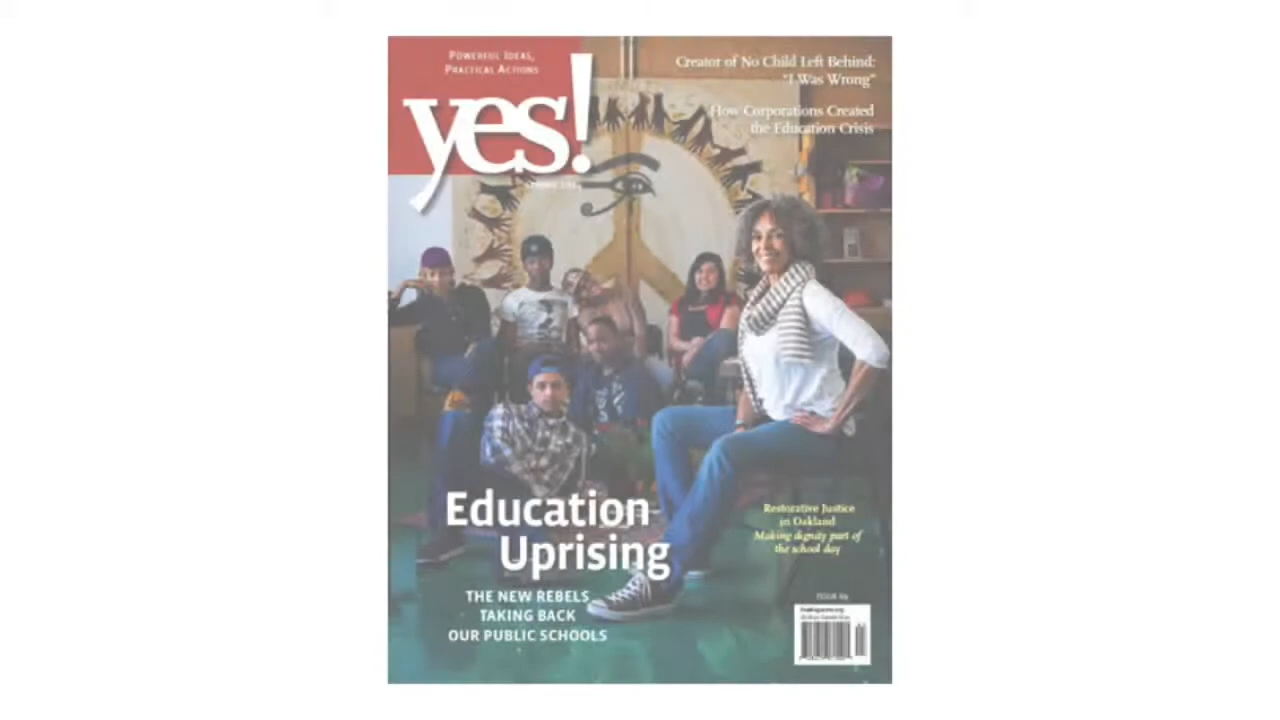 POWERFUL IDEAS,
PRACTICAL ACTIONS
yes!
Creator of No Child Left Behind:
"I Was Wrong"
How Corporations Created
the Education Crisis
Education
Uprising
THE NEW REBELS
TAKING BACK
OUR PUBLIC SCHOOLS
Restorative Justice
in Oakland
Making dignity part of
the school day
ISSUE 69